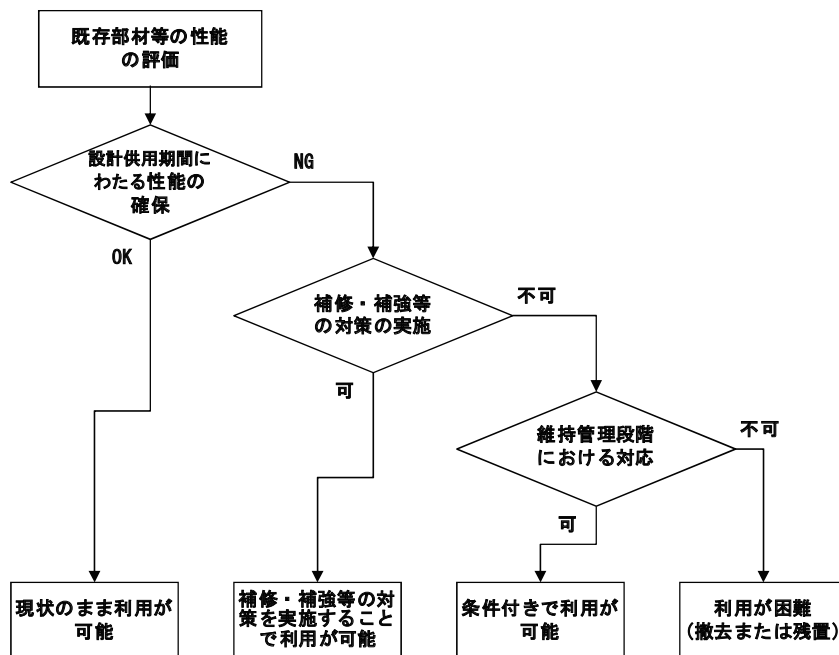 既存部材等の性能
の評価
設計供用期間に
わたる性能の
確保
NG
OK
補修・補強等
の対策の実施
不可
可
維持管理段階
における対応
不可
可
現状のまま利用が
可能
補修・補強等の対
策を実施すること
で利用が可能
条件付きで利用が
可能
利用が困難
(撤去または残置)